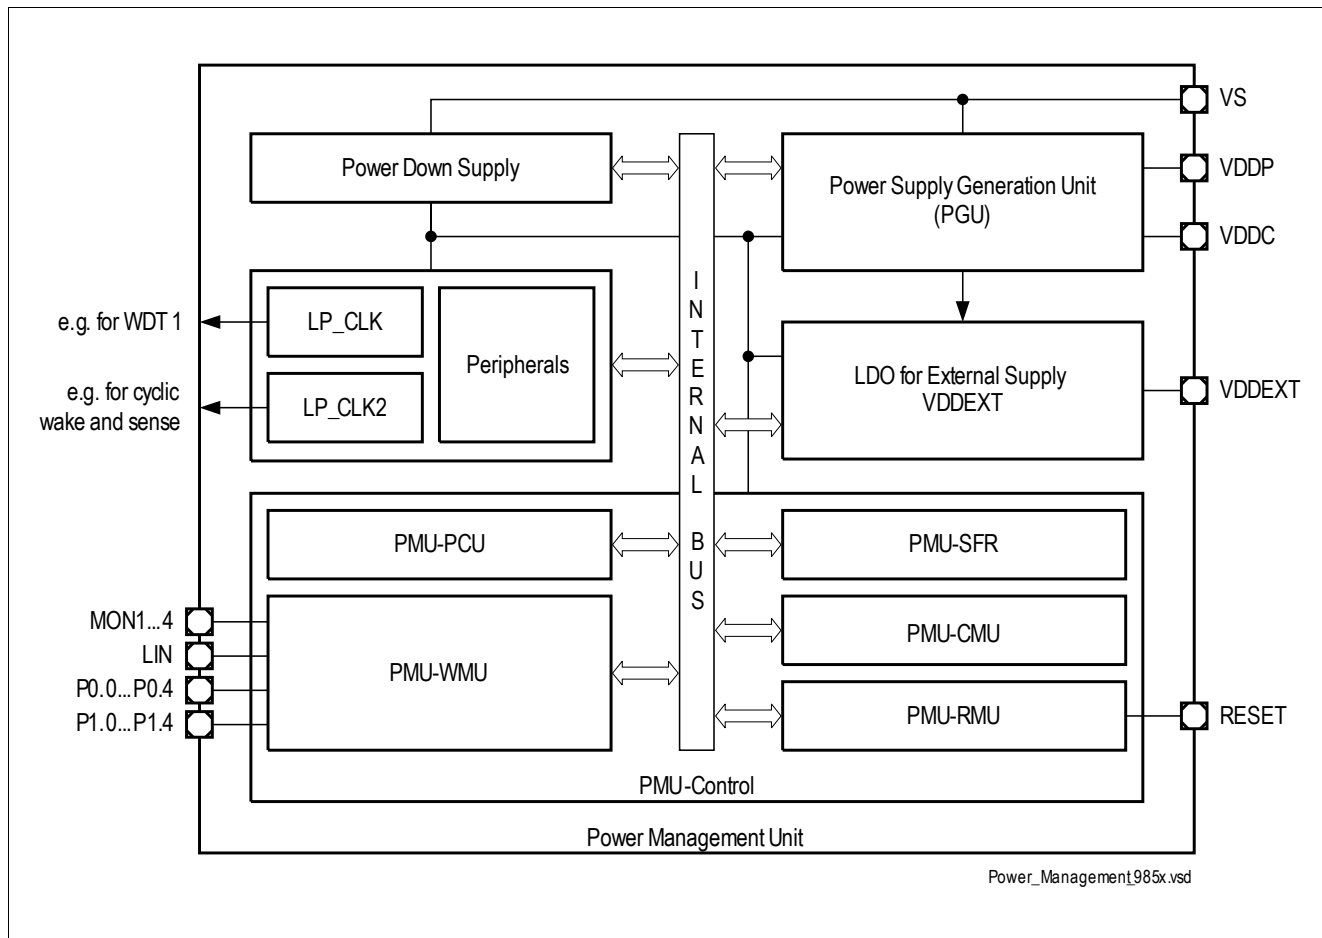 VS
Power Down Supply
Power Supply Generation Unit
(PGU)
VDDP
VDDC
e.g. for WDT 1
LP_CLK
Peripherals
e.g. for cyclic
wake and sense
LP_CLK2
INTERNAL BUS
LDO for External Supply
VDDEXT
VDDEXT
PMU-PCU
PMU-SFR
MON1...4
LIN
P0.0...P0.4
P1.0...P1.4
PMU-WMU
PMU-CMU
PMU-RMU
RESET
PMU-Control
Power Management Unit
Power_Management_985x.vsd